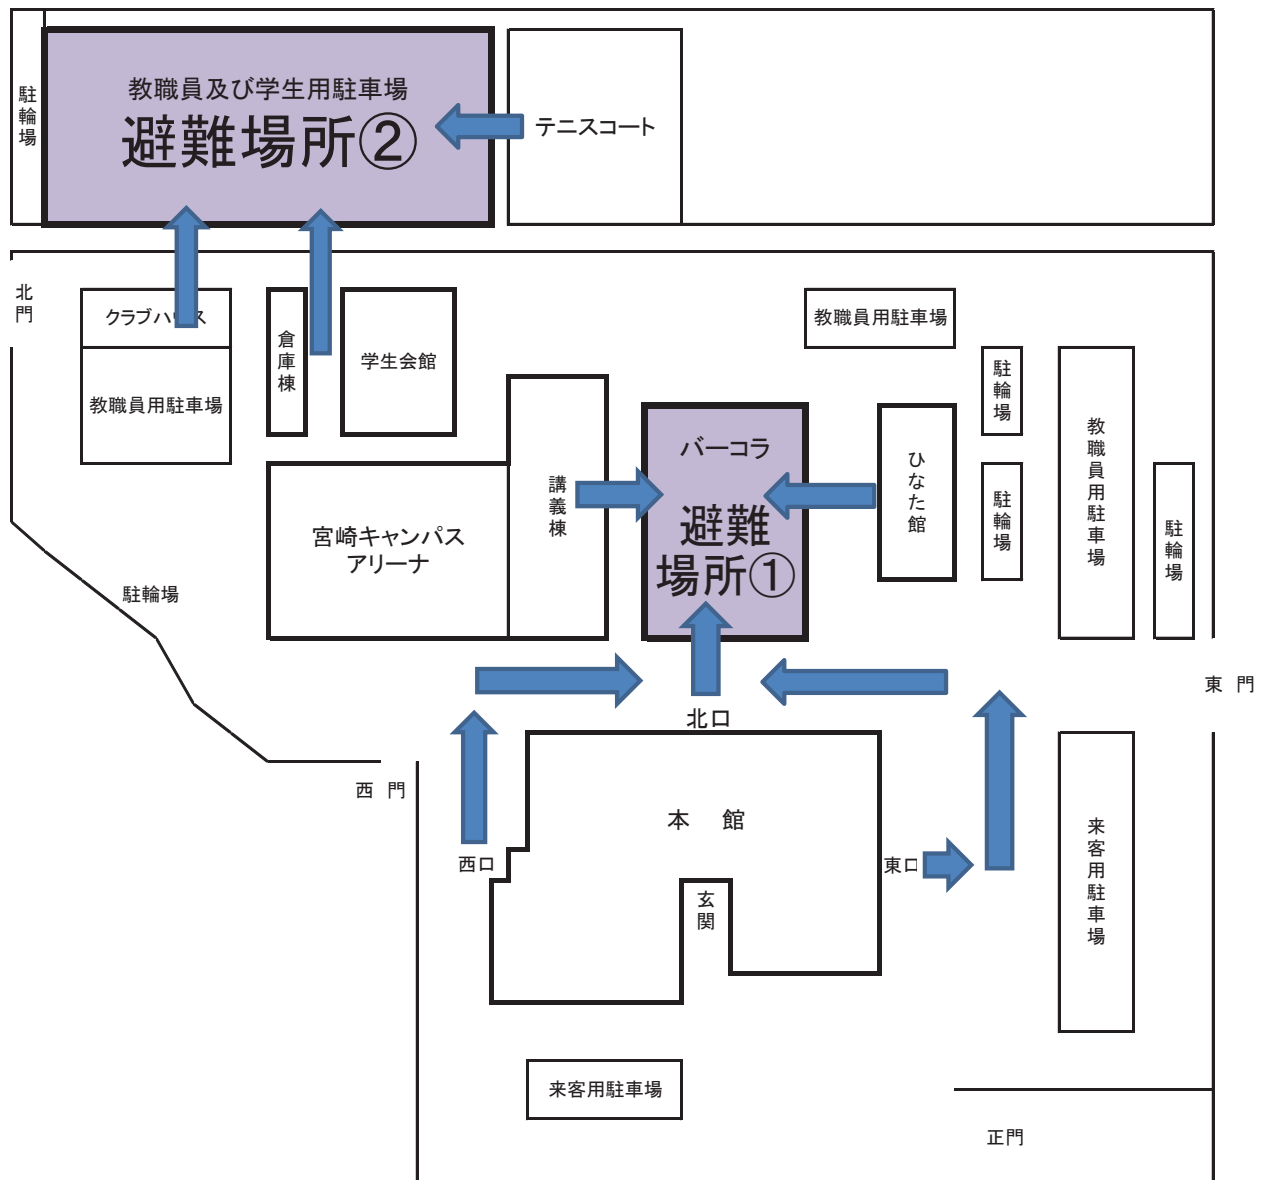 駐輪場
教職員及び学生用駐車場
避難場所②
テニスコート
北門
クラブハウス
教職員用駐車場
倉庫棟
学生会館
教職員用駐車場
駐輪場
教職員用駐車場
講義棟
バーコラ
避難
場所①
ひなた館
駐輪場
駐輪場
宮崎キャンパス
アリーナ
駐輪場
東 門
北口
西 門
本 館
西口
東口
玄関
来客用駐車場
来客用駐車場
正門